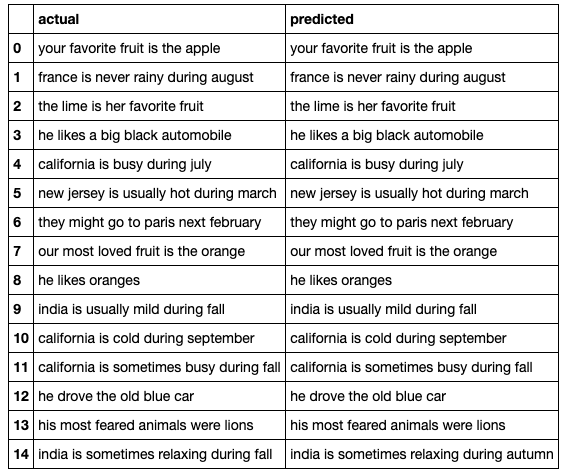 actual predicted
0 your favorite fruit is the apple your favorite fruit is the apple
1 france is never rainy during august france is never rainy during august
2 the lime is her favorite fruit the lime is her favorite fruit
3 he likes a big black automobile he likes a big black automobile
4 california is busy during july california is busy during july
5 new jersey is usually hot during march new jersey is usually hot during march
6 they might go to paris next february they might go to paris next february
7 our most loved fruit is the orange our most loved fruit is the orange
8 he likes oranges he likes oranges
9 india is usually mild during fall india is usually mild during fall
10 california is cold during september california is cold during september
11 california is sometimes busy during fall california is sometimes busy during fall
12 he drove the old blue car he drove the old blue car
13 his most feared animals were lions his most feared animals were lions
14 india is sometimes relaxing during fall india is sometimes relaxing during autumn